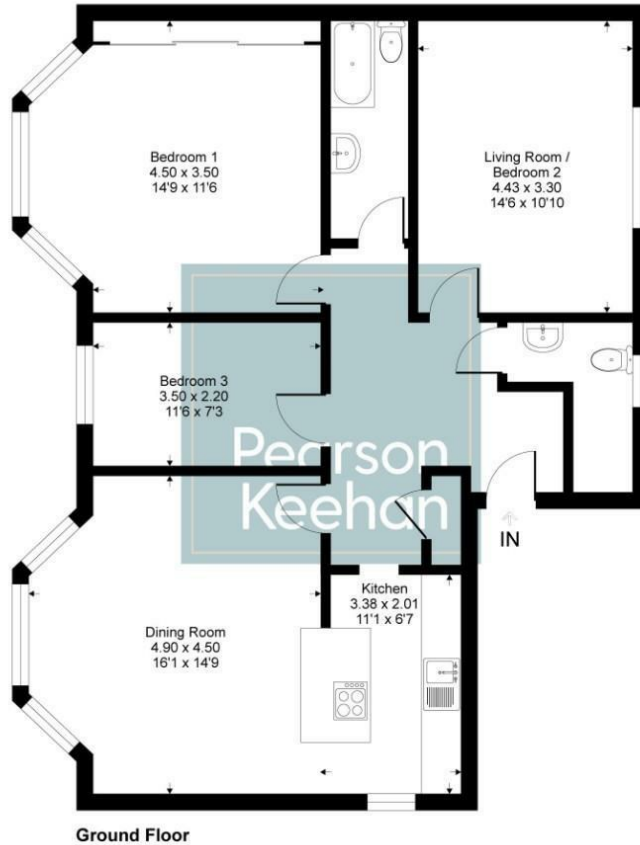 Bedroom 1
4.50 x 3.50
14'9 x 11'6
Living Room /
Bedroom 2
4.43 x 3.30
14'6 x 10'10
Bedroom 3
3.50 x 2.20
11'6 x 7'3
Pearson
Keehan
IN
Kitchen
3.38 x 2.01
11'1 x 6'7
Dining Room
4.90 x 4.50
16'1 x 14'9
Ground Floor